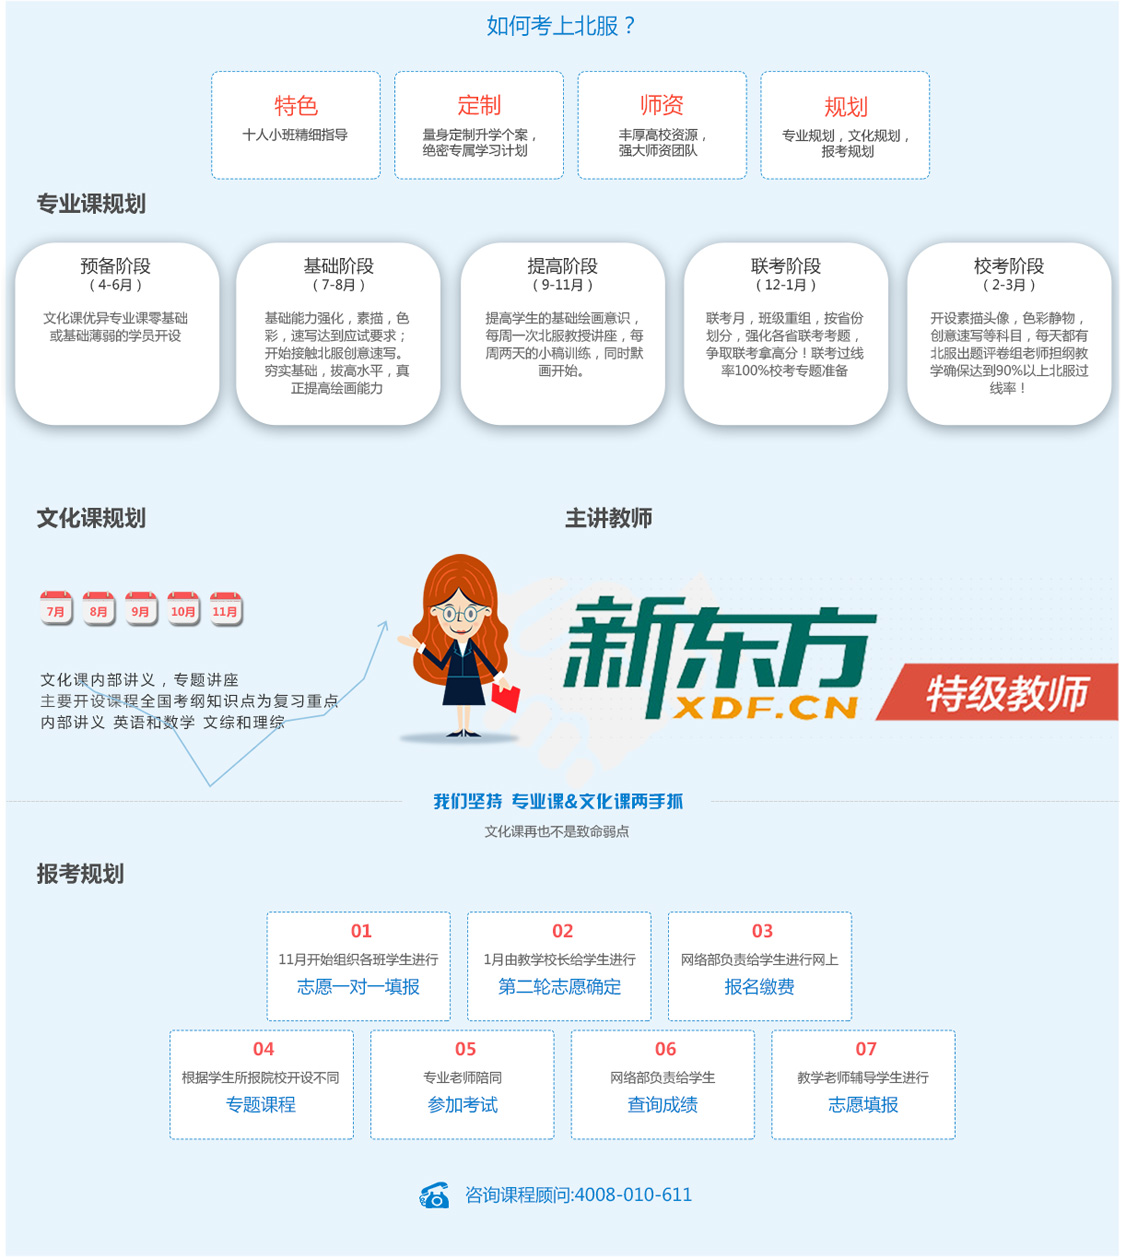 如何考上北服？
特色
十人小班精细指导
定制
量身定制升学个案，
绝密专属学习计划
师资
丰厚高校资源，
强大师资团队
规划
专业规划，文化规划，
报考规划
专业课规划
预备阶段
（4-6月）
文化课优异专业课零基础
或基础薄弱的学员开设
基础阶段
（7-8月）
基础能力强化，素描，色
彩，速写达到应试要求；
开始接触北服创意速写。
穷实基础，拔高水平，真
正提高绘画能力
提高阶段
（9-11月）
提高学生的基础绘画意识，
每周一次北服教授讲座，每
周两天的小稿训练，同时默
画开始。
联考阶段
（12-1月）
联考月，班级重组，按省份
划分，强化各省联考考题，
争取联考拿高分！联考过线
率100%校考专题准备
校考阶段
（2-3月）
开设素描头像，色彩静物，
创意速写等科目，每天都有
北服出题评卷组老师担纲教
学确保达到90%以上北服过
线率！
文化课规划
7月 8月 9月 10月 11月
文化课内部讲义，专题讲座
主要开设课程全国考纲知识点为复习重点
内部讲义 英语和数学 文综和理综
主讲教师
新东方
XDF.CN
特级教师
我们坚持 专业课&文化课两手抓
文化课再也不是致命弱点
报考规划
01
11月开始组织各班学生进行
志愿一对一填报
02
1月由教学校长给学生进行
第二轮志愿确定
03
网络部负责给学生进行网上
报名缴费
04
根据学生所报院校开设不同
专题课程
05
专业老师陪同
参加考试
06
网络部负责给学生
查询成绩
07
教学老师辅导学生进行
志愿填报
咨询课程顾问:4008-010-611